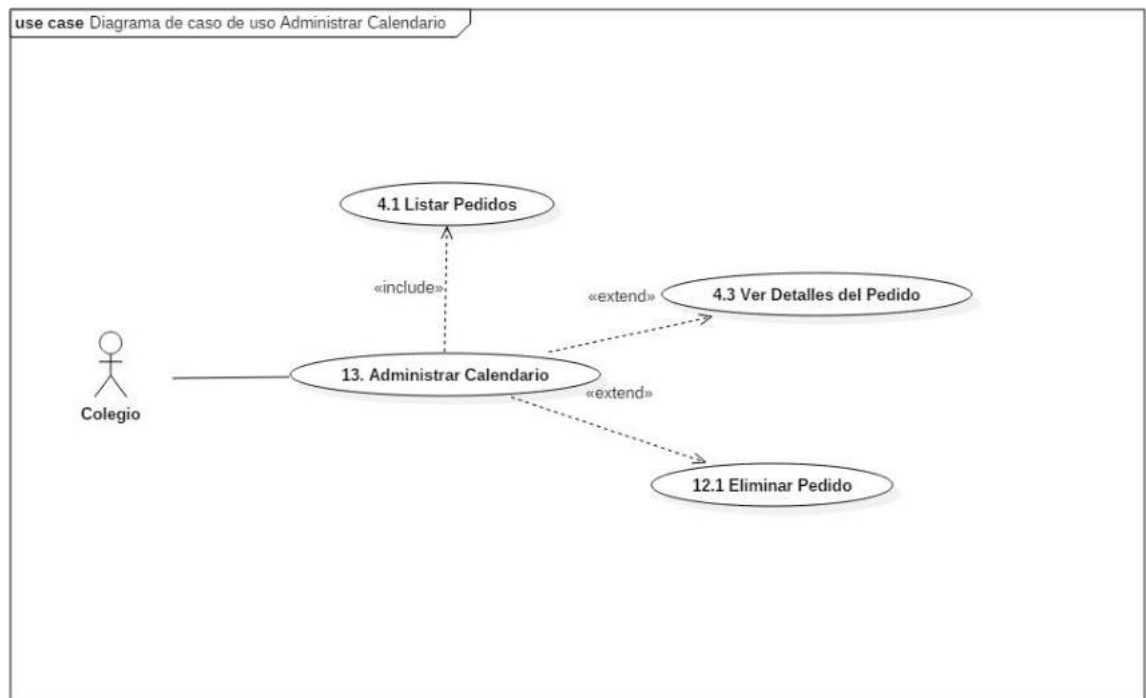 use case Diagrama de caso de uso Administrar Calendario
4.1 Listar Pedidos
«include»
«extend»
4.3 Ver Detalles del Pedido
13. Administrar Calendario
«extend»
Colegio
12.1 Eliminar Pedido